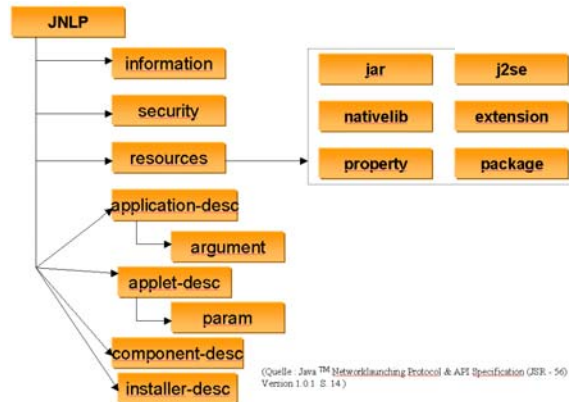 JNLP
information
security
resources
jar
j2se
nativelib
extension
property
package
application-desc
argument
applet-desc
param
component-desc
installer-desc
(Quelle : Java TM Networklaunching Protocol & API Specification (JSR - 56)
Version 1.0.1 S. 14.)